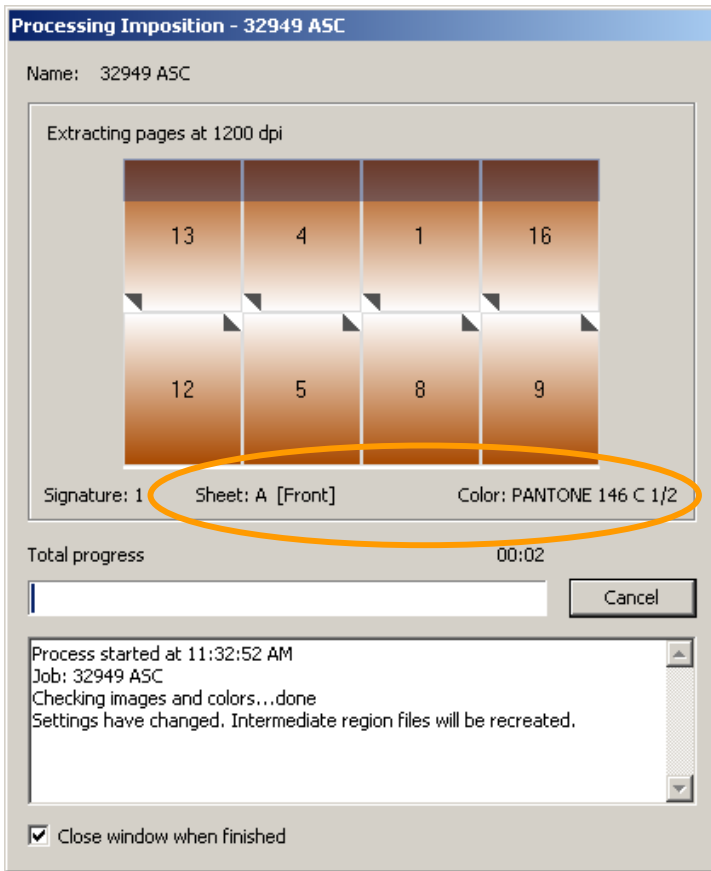 Processing Imposition - 32949 ASC
Name: 32949 ASC
Extracting pages at 1200 dpi
13 4 1 16
12 5 8 9
Signature: 1 Sheet: A [Front] Color: PANTONE 146 C 1/2
Total progress 00:02
Cancel
Process started at 11:32:52 AM
Job: 32949 ASC
Checking images and colors...done
Settings have changed. Intermediate region files will be recreated.
Close window when finished